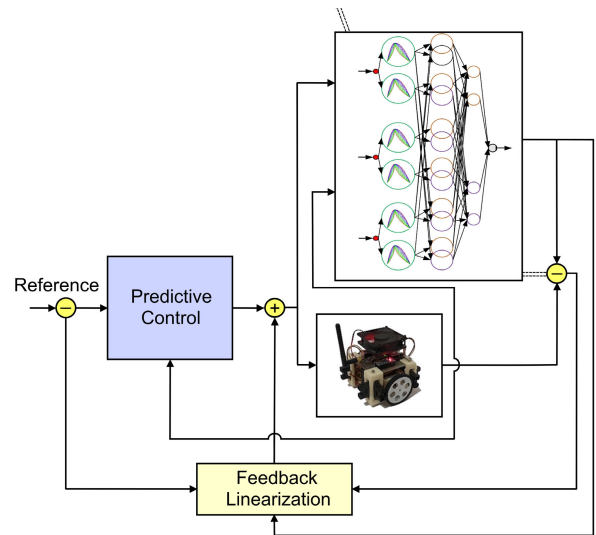 Reference
Predictive
Control
Feedback
Linearization